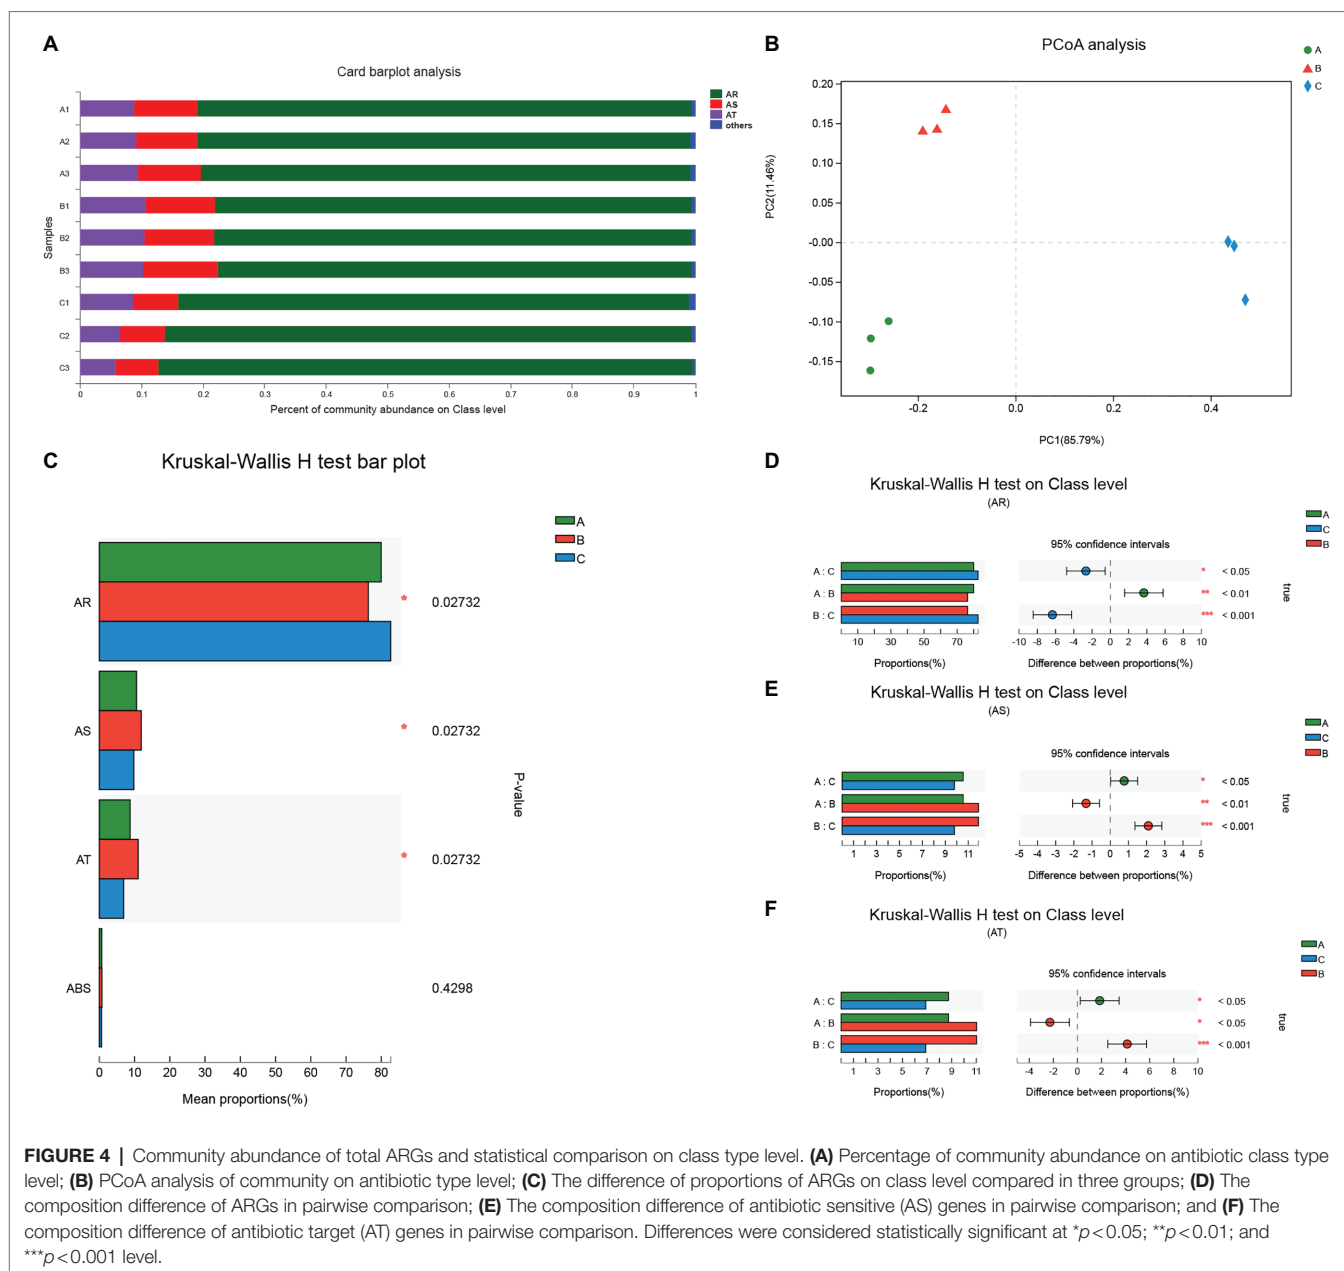 A
Card barplot analysis
AR
AS
AT
others
A1
A2
A3
B1
B2
B3
C1
C2
C3
Samples
0 0.1 0.2 0.3 0.4 0.5 0.6 0.7 0.8 0.9 1
Percent of community abundance on Class level
B
PCoA analysis
A
B
C
0.20
0.15
0.10
0.05
-0.00
-0.05
-0.10
-0.15
PC2(11.46%)
-0.2 0.0 0.2 0.4
PC1(85.79%)
C
Kruskal-Wallis H test bar plot
A
B
C
AR * 0.02732
AS * 0.02732
AT * 0.02732
ABS 0.4298
P-value
0 10 20 30 40 50 60 70 80
Mean proportions(%)
D
Kruskal-Wallis H test on Class level
(AR)
A
C
B
95% confidence intervals
A : C * < 0.05
A : B ** < 0.01
B : C *** < 0.001
true
10 30 50 70
-10 -8 -6 -4 -2 0 2 4 6 8 10
Proportions(%)
Difference between proportions(%)
E
Kruskal-Wallis H test on Class level
(AS)
A
C
B
95% confidence intervals
A : C * < 0.05
A : B ** < 0.01
B : C *** < 0.001
true
1 3 5 7 9 11
-5 -4 -3 -2 -1 0 1 2 3 4 5
Proportions(%)
Difference between proportions(%)
F
Kruskal-Wallis H test on Class level
(AT)
A
C
B
95% confidence intervals
A : C * < 0.05
A : B * < 0.05
B : C *** < 0.001
true
1 3 5 7 9 11
-4 -2 0 2 4 6 8 10
Proportions(%)
Difference between proportions(%)
FIGURE 4 | Community abundance of total ARGs and statistical comparison on class type level. (A) Percentage of community abundance on antibiotic class type
level; (B) PCoA analysis of community on antibiotic type level; (C) The difference of proportions of ARGs on class level compared in three groups; (D) The
composition difference of ARGs in pairwise comparison; (E) The composition difference of antibiotic sensitive (AS) genes in pairwise comparison; and (F) The
composition difference of antibiotic target (AT) genes in pairwise comparison. Differences were considered statistically significant at *p<0.05; **p<0.01; and
***p<0.001 level.